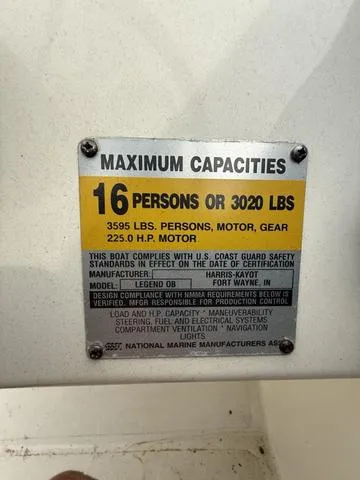 MAXIMUM CAPACITIES
16 PERSONS OR 3020 LBS
3595 LBS. PERSONS, MOTOR, GEAR
225.0 H.P. MOTOR
THIS BOAT COMPLIES WITH U.S. COAST GUARD SAFETY
STANDARDS IN EFFECT ON THE DATE OF CERTIFICATION
MANUFACTURER: HARRIS-KAYOT
MODEL: LEGEND OB FORT WAYNE, IN
DESIGN COMPLIANCE WITH NMMA REQUIREMENTS BELOW IS
VERIFIED. MFGR RESPONSIBLE FOR PRODUCTION CONTROL
LOAD AND H.P. CAPACITY * MANEUVERABILITY
STEERING, FUEL AND ELECTRICAL SYSTEMS
COMPARTMENT VENTILATION * NAVIGATION
LIGHTS
NATIONAL MARINE MANUFACTURERS